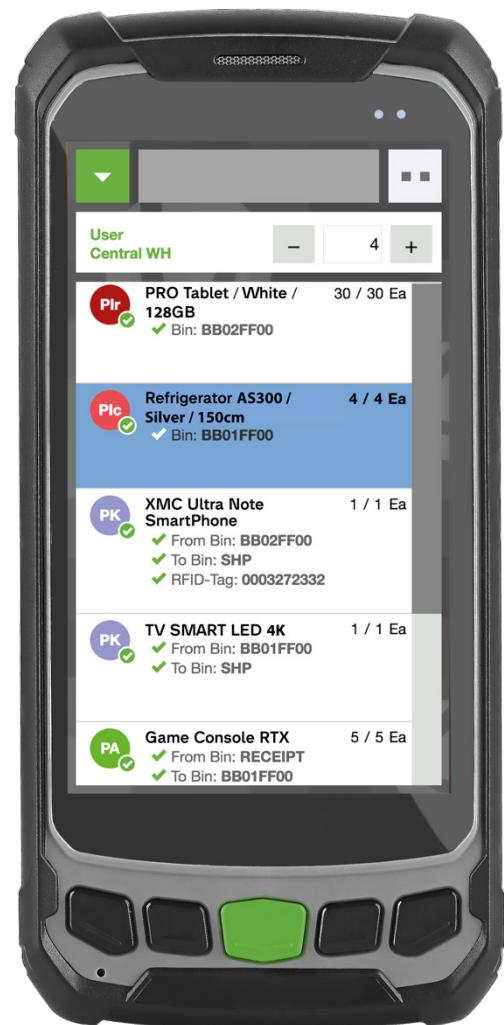 User
Central WH
− 4 +
PIr PRO Tablet / White / 30 / 30 Ea
128GB
Bin: BB02FF00
PIc Refrigerator AS300 / 4 / 4 Ea
Silver / 150cm
Bin: BB01FF00
PK XMC Ultra Note 1 / 1 Ea
SmartPhone
From Bin: BB02FF00
To Bin: SHP
RFID-Tag: 0003272332
PK TV SMART LED 4K 1 / 1 Ea
From Bin: BB01FF00
To Bin: SHP
PA Game Console RTX 5 / 5 Ea
From Bin: RECEIPT
To Bin: BB01FF00